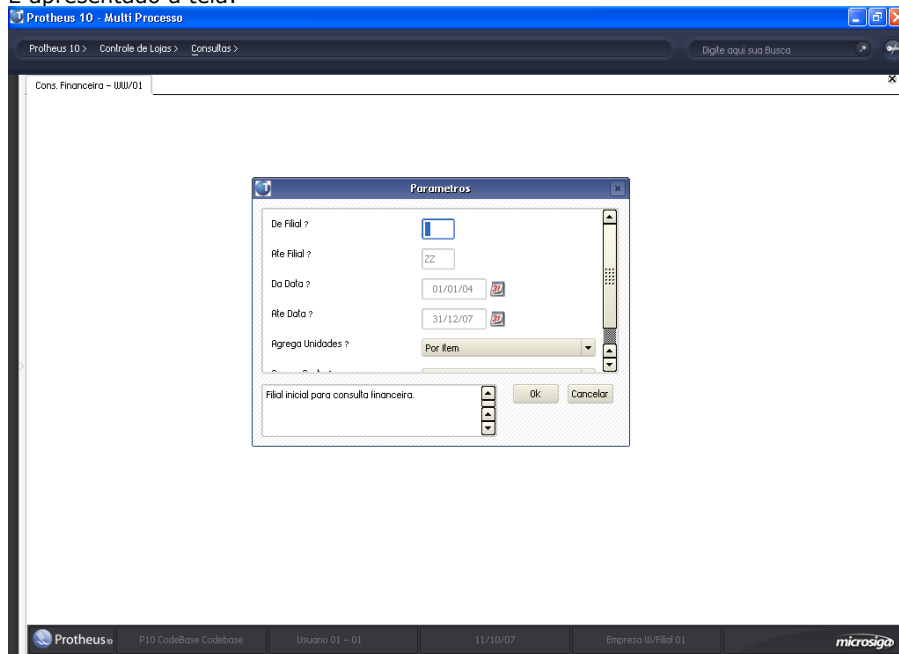 É apresentado a tela:
Protheus 10 - Multi Processo
Protheus 10 > Controle de Lojas > Consultas > Digite aqui sua Busca
Cons. Financeira – WW/01
Parametros
De Filial ?
Ate Filial ? ZZ
Da Data ? 01/01/04
Ate Data ? 31/12/07
Agrega Unidades ? Por Item
Filial inicial para consulta financeira. Ok Cancelar
Protheus 10 P10 CodeBase Codebase Usuario 01 – 01 11/10/07 Empresa W/Filial 01 microsiga